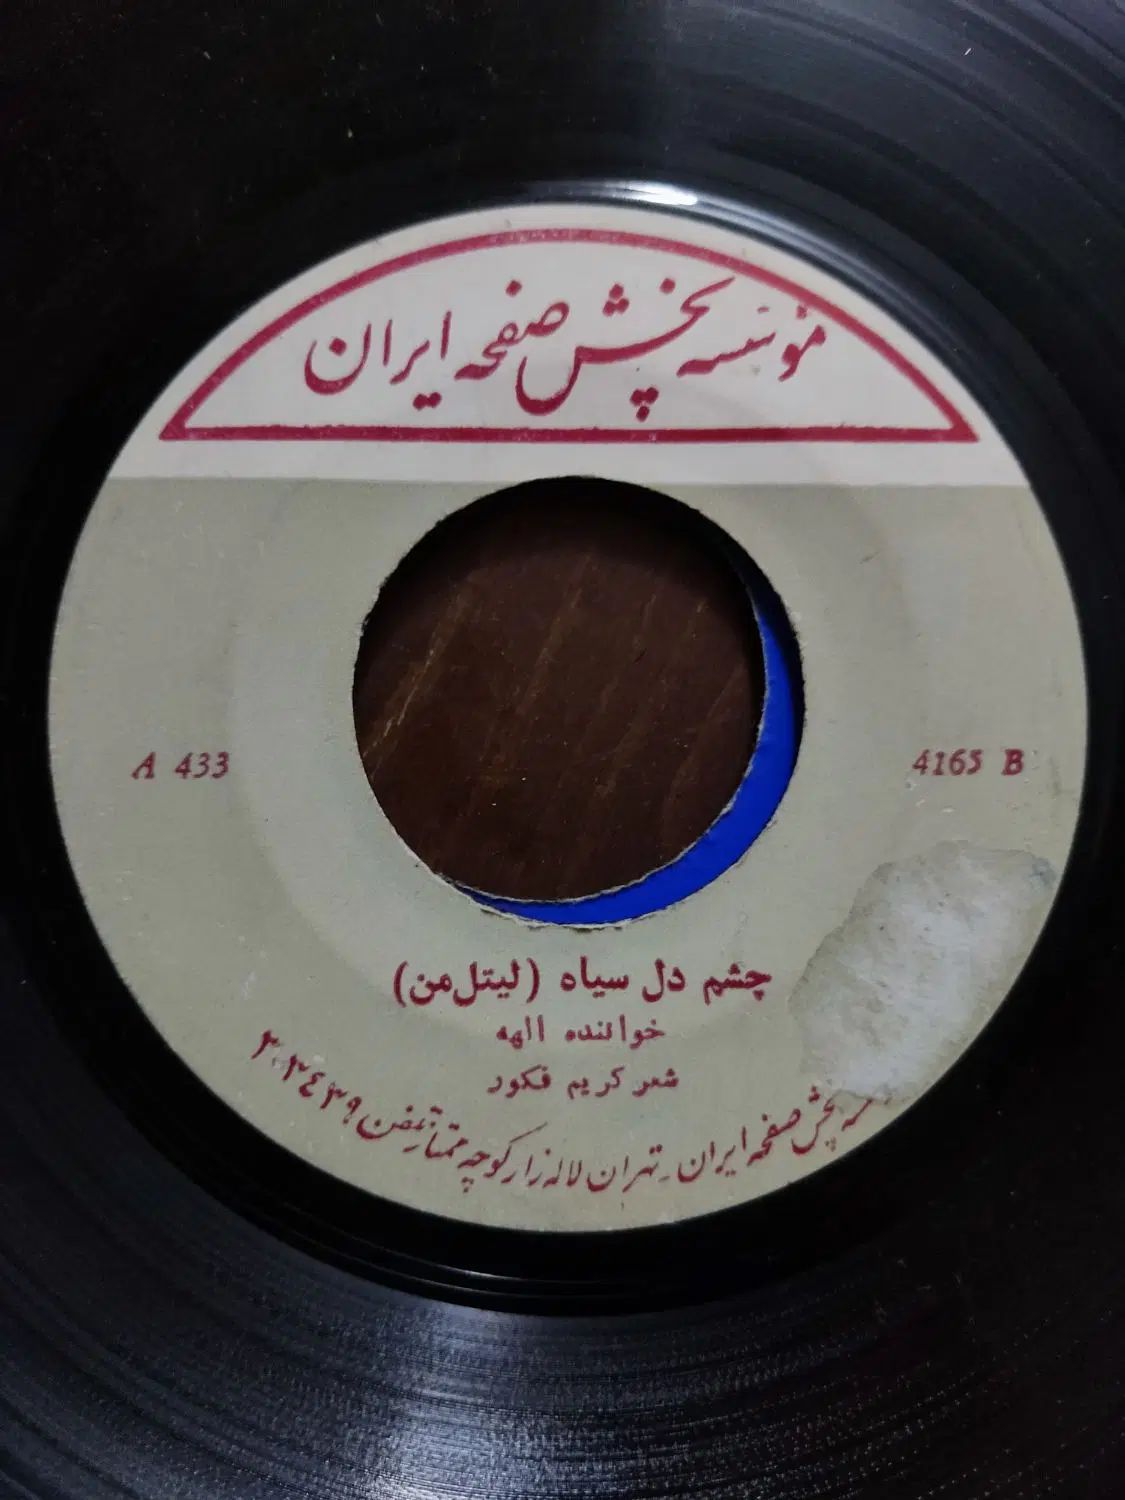 مؤسسه پخش صفحه ایران
A 433
4165 B
چشم دل سیاه (لیتل‌من)
خواننده الهه
شعر کریم فکور
پخش صفحه ایران - تهران لاله‌زار کوچه ممتاز تلفن ۳۰۳۴۳۹